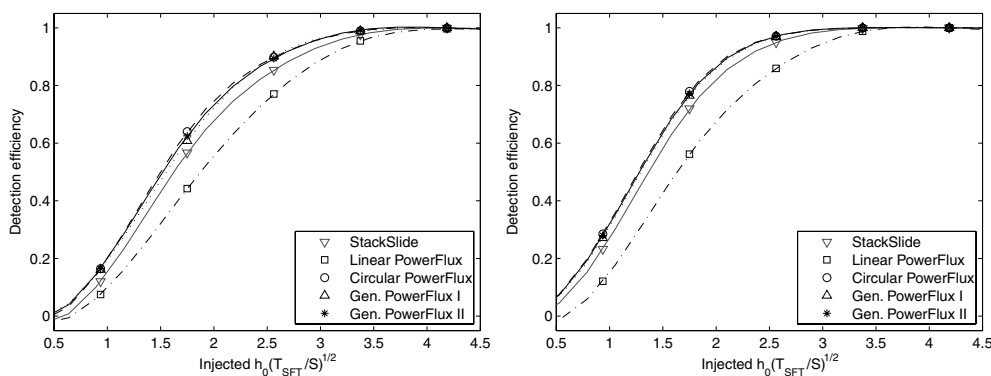 1
0.8
0.6
0.4
0.2
0
Detection efficiency
0.5 1 1.5 2 2.5 3 3.5 4 4.5
Injected h0(TSFT/S)^1/2
StackSlide
Linear PowerFlux
Circular PowerFlux
Gen. PowerFlux I
Gen. PowerFlux II
1
0.8
0.6
0.4
0.2
0
Detection efficiency
0.5 1 1.5 2 2.5 3 3.5 4 4.5
Injected h0(TSFT/S)^1/2
StackSlide
Linear PowerFlux
Circular PowerFlux
Gen. PowerFlux I
Gen. PowerFlux II